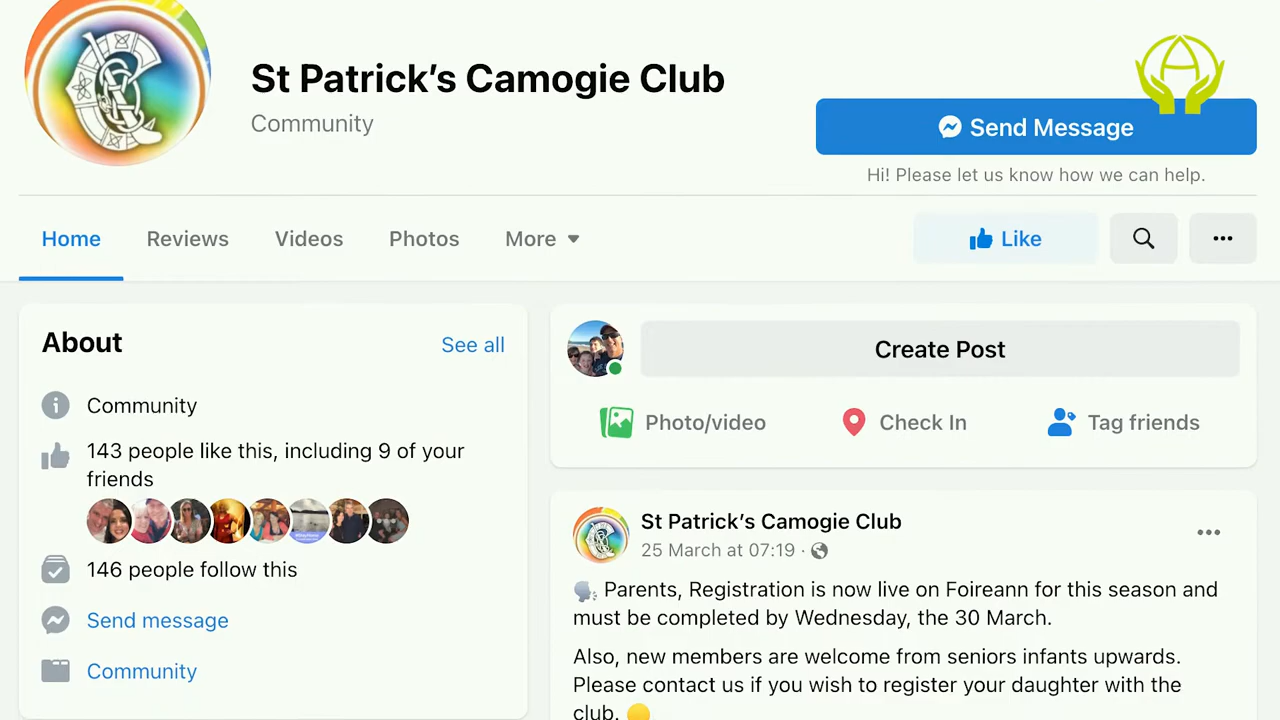 St Patrick’s Camogie Club
Community
Send Message
Hi! Please let us know how we can help.
Home
Reviews
Videos
Photos
More
Like
About
See all
Community
143 people like this, including 9 of your
friends
146 people follow this
Send message
Community
Create Post
Photo/video
Check In
Tag friends
St Patrick’s Camogie Club
25 March at 07:19 ·
Parents, Registration is now live on Foireann for this season and
must be completed by Wednesday, the 30 March.
Also, new members are welcome from seniors infants upwards.
Please contact us if you wish to register your daughter with the
club.